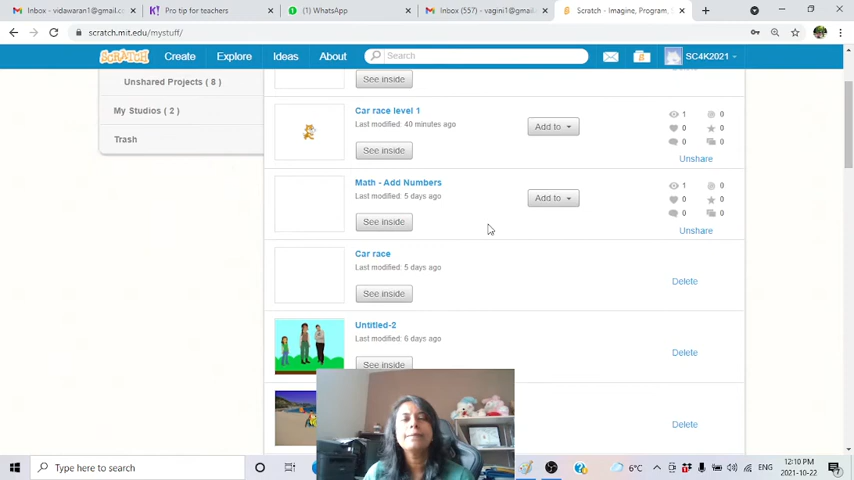 Inbox - vidawaran1@gmail.co
Pro tip for teachers
(1) WhatsApp
Inbox (557) - vagini1@gmail
Scratch - Imagine, Program, S
scratch.mit.edu/mystuff/
SCRATCH
Create
Explore
Ideas
About
Search
SC4K2021
Unshared Projects ( 8 )
My Studios ( 2 )
Trash
See inside
Car race level 1
Last modified: 40 minutes ago
See inside
Add to
1
0
0
0
0
0
Unshare
Math - Add Numbers
Last modified: 5 days ago
See inside
Add to
1
0
0
0
0
0
Unshare
Car race
Last modified: 5 days ago
See inside
Delete
Untitled-2
Last modified: 6 days ago
See inside
Delete
Delete
Type here to search
6°C
ENG
12:10 PM
2021-10-22